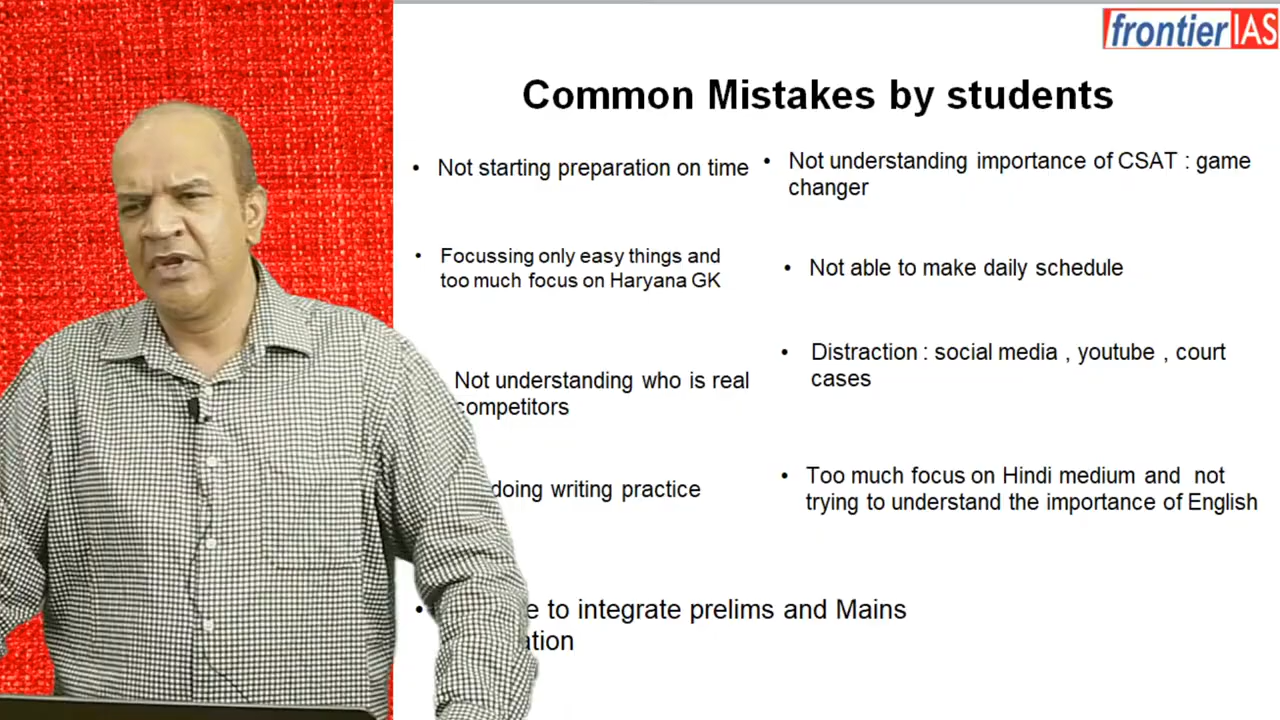 frontier IAS
Common Mistakes by students
• Not starting preparation on time
• Focussing only easy things and
too much focus on Haryana GK
Not understanding who is real
competitors
doing writing practice
• e to integrate prelims and Mains
ation
• Not understanding importance of CSAT : game
changer
• Not able to make daily schedule
• Distraction : social media , youtube , court
cases
• Too much focus on Hindi medium and not
trying to understand the importance of English